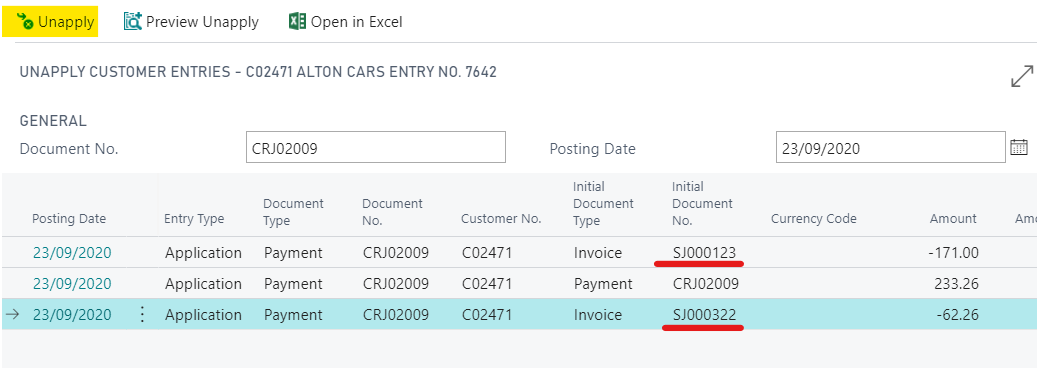 Unapply Preview Unapply Open in Excel
UNAPPLY CUSTOMER ENTRIES - C02471 ALTON CARS ENTRY NO. 7642
GENERAL
Document No. CRJ02009 Posting Date 23/09/2020
Posting Date Entry Type Document Type Document No. Customer No. Initial Document Type Initial Document No. Currency Code Amount Amo
23/09/2020 Application Payment CRJ02009 C02471 Invoice SJ000123 -171.00
23/09/2020 Application Payment CRJ02009 C02471 Payment CRJ02009 233.26
23/09/2020 Application Payment CRJ02009 C02471 Invoice SJ000322 -62.26